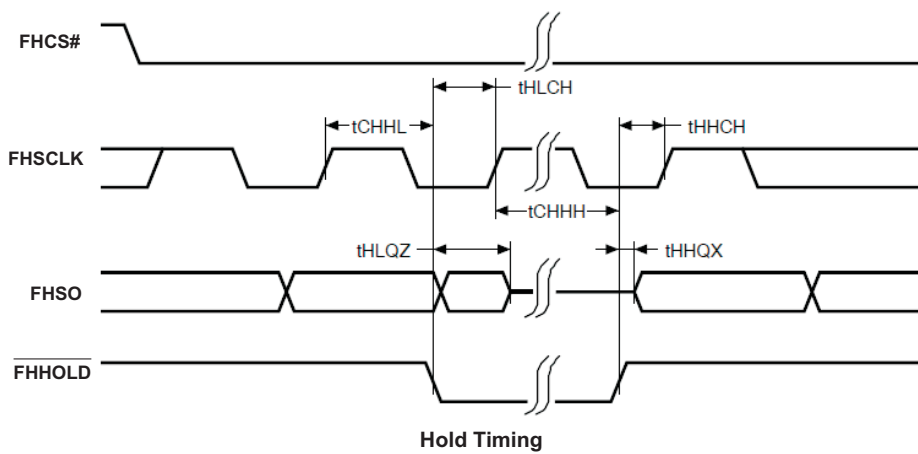 FHCS#
tHLCH
tCHHL
tHHCH
FHSCLK
tCHHH
tHLQZ
tHHQX
FHSO
FHHOLD
Hold Timing